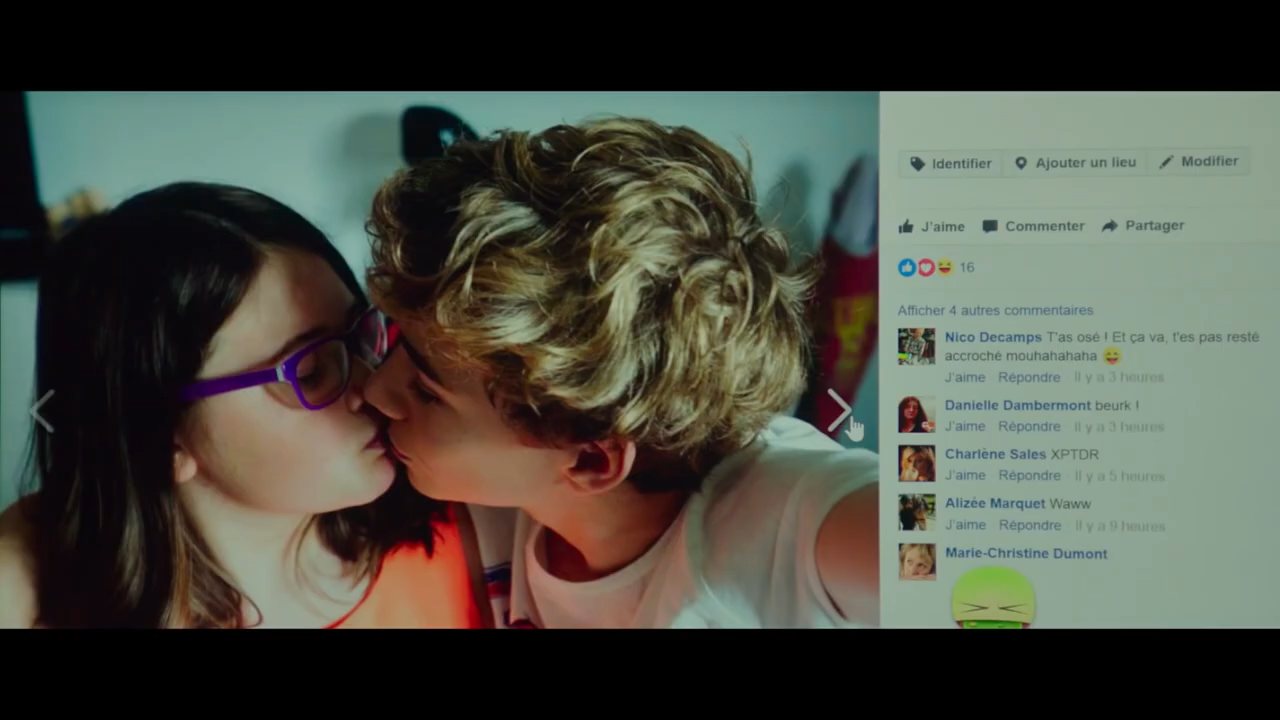 Identifier Ajouter un lieu Modifier
J'aime Commenter Partager
16
Afficher 4 autres commentaires
Nico Decamps T'as osé ! Et ça va, t'es pas resté
accroché mouhahahaha
J'aime · Répondre · Il y a 3 heures
Danielle Dambermont beurk !
J'aime · Répondre · Il y a 3 heures
Charlène Sales XPTDR
J'aime · Répondre · Il y a 5 heures
Alizée Marquet Waww
J'aime · Répondre · Il y a 9 heures
Marie-Christine Dumont